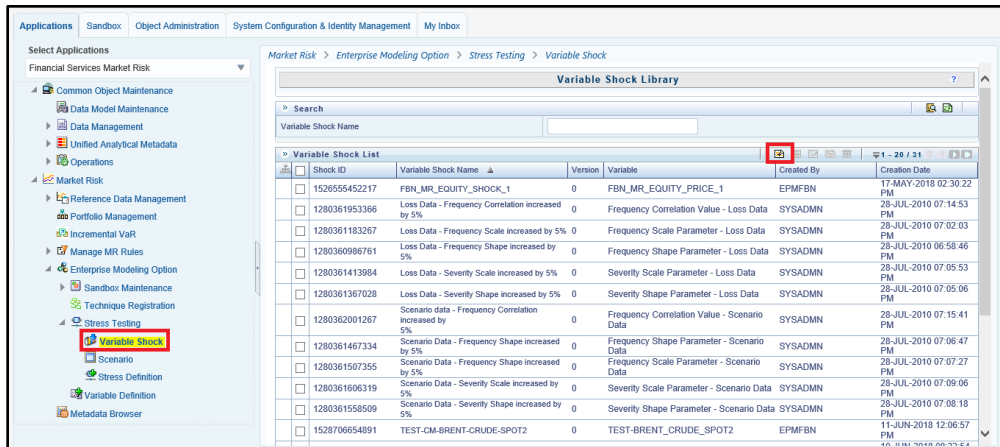 Applications
Sandbox
Object Administration
System Configuration & Identity Management
My Inbox
Select Applications
Financial Services Market Risk
Common Object Maintenance
Data Model Maintenance
Data Management
Unified Analytical Metadata
Operations
Market Risk
Reference Data Management
Portfolio Management
Incremental VaR
Manage MR Rules
Enterprise Modeling Option
Sandbox Maintenance
Technique Registration
Stress Testing
Variable Shock
Scenario
Stress Definition
Variable Definition
Metadata Browser
Market Risk > Enterprise Modeling Option > Stress Testing > Variable Shock
Variable Shock Library
?
» Search
Variable Shock Name
» Variable Shock List
1 - 20 / 31
Shock ID Variable Shock Name Version Variable Created By Creation Date
1526555452217 FBN_MR_EQUITY_SHOCK_1 0 FBN_MR_EQUITY_PRICE_1 EPMFBN 17-MAY-2018 02:30:22 PM
1280361953366 Loss Data - Frequency Correlation increased by 5% 0 Frequency Correlation Value - Loss Data SYSADMN 28-JUL-2010 07:14:53 PM
1280361183267 Loss Data - Frequency Scale increased by 5% 0 Frequency Scale Parameter - Loss Data SYSADMN 28-JUL-2010 07:02:03 PM
1280360986761 Loss Data - Frequency Shape increased by 5% 0 Frequency Shape Parameter - Loss Data SYSADMN 28-JUL-2010 06:58:46 PM
1280361413984 Loss Data - Severity Scale increased by 5% 0 Severity Scale Parameter - Loss Data SYSADMN 28-JUL-2010 07:05:53 PM
1280361367028 Loss Data - Severity Shape increased by 5% 0 Severity Shape Parameter - Loss Data SYSADMN 28-JUL-2010 07:05:06 PM
1280362001267 Scenario data - Frequency Correlation increased by 5% 0 Frequency Correlation Value - Scenario Data SYSADMN 28-JUL-2010 07:15:41 PM
1280361467334 Scenario Data - Frequency Shape increased by 5% 0 Frequency Shape Parameter - Scenario Data SYSADMN 28-JUL-2010 07:06:47 PM
1280361507355 Scenario Data - Frequency Shape increased by 5% 0 Frequency Scale Parameter - Scenario Data SYSADMN 28-JUL-2010 07:07:27 PM
1280361606319 Scenario Data - Severity Scale increased by 5% 0 Severity Scale Parameter - Scenario Data SYSADMN 28-JUL-2010 07:09:06 PM
1280361558509 Scenario Data - Severity Shape increased by 5% 0 Severity Shape Parameter - Scenario Data SYSADMN 28-JUL-2010 07:08:18 PM
1528706654891 TEST-CM-BRENT-CRUDE-SPOT2 0 TEST-BRENT_CRUDE_SPOT2 EPMFBN 11-JUN-2018 12:06:57 PM